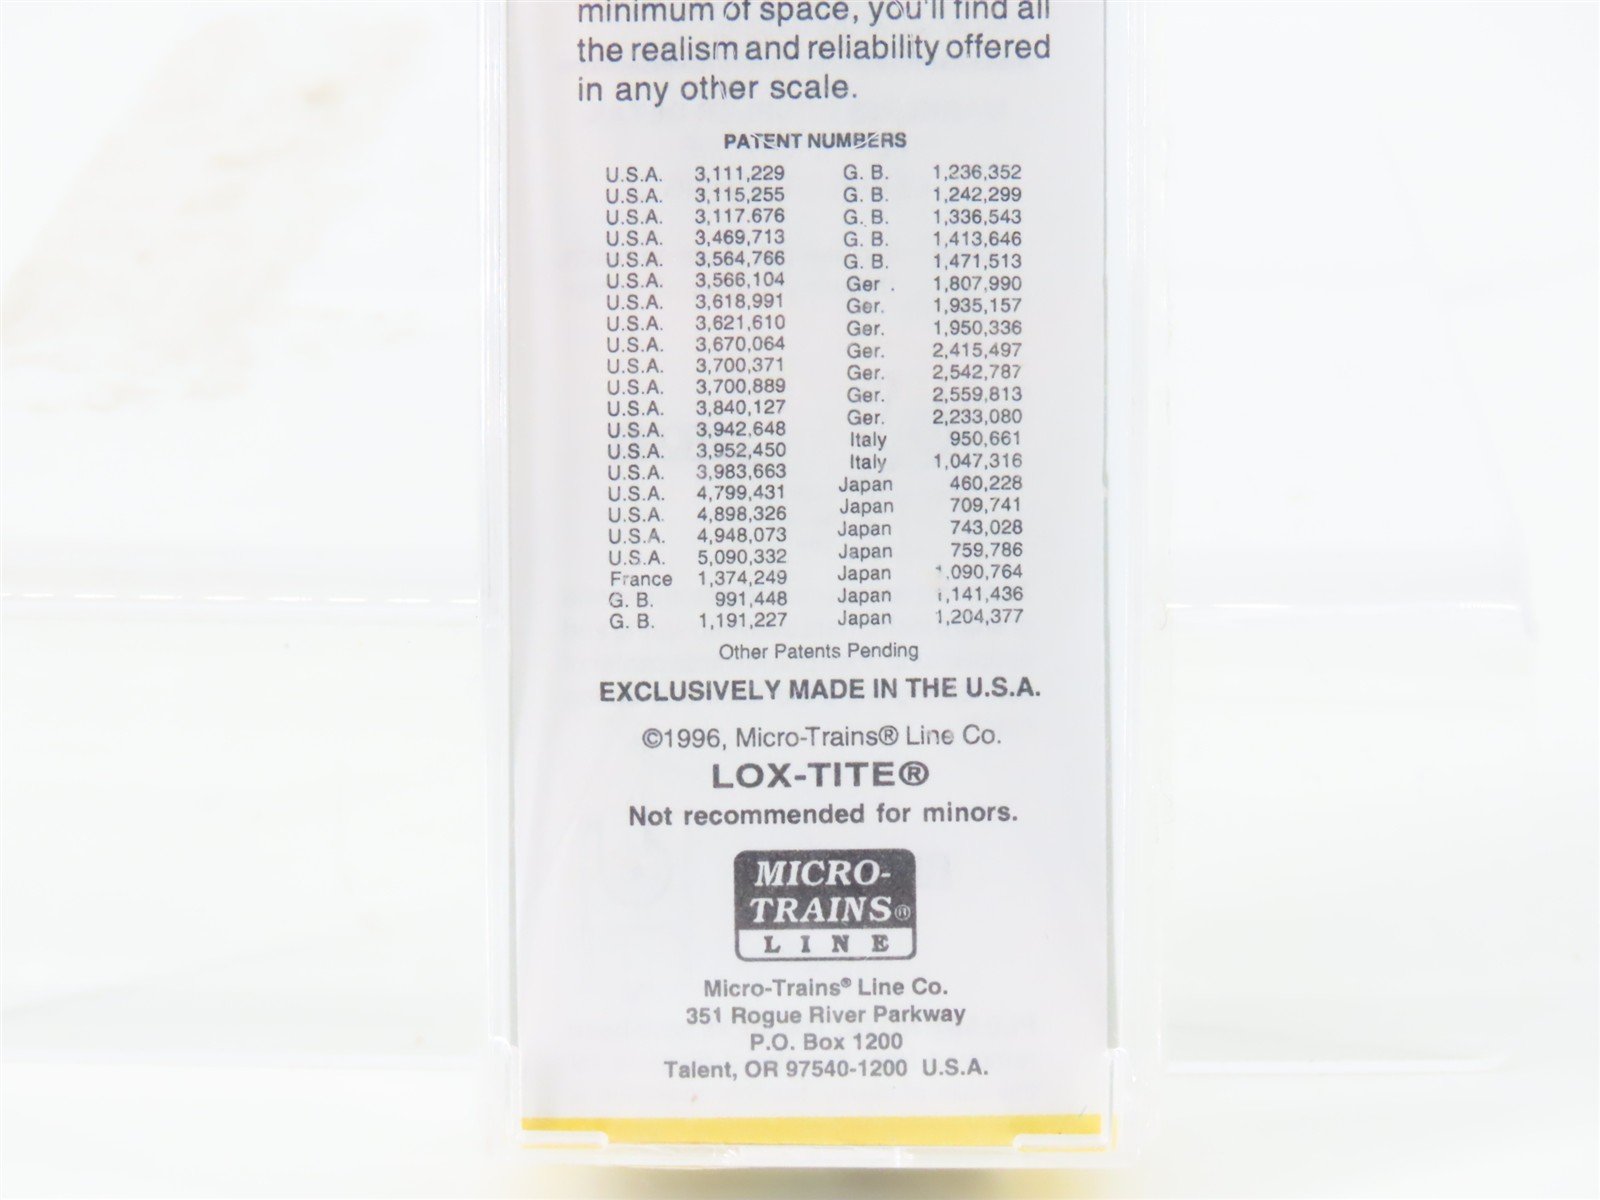 minimum of space, you'll find all
the realism and reliability offered
in any other scale.
PATENT NUMBERS
U.S.A. 3,111,229 G. B. 1,236,352
U.S.A. 3,115,255 G. B. 1,242,299
U.S.A. 3,117.676 G. B. 1,336,543
U.S.A. 3,469,713 G. B. 1,413,646
U.S.A. 3,564,766 G. B. 1,471,513
U.S.A. 3,566,104 Ger . 1,807,990
U.S.A. 3,618,991 Ger. 1,935,157
U.S.A. 3,621,610 Ger. 1,950,336
U.S.A. 3,670,064 Ger. 2,415,497
U.S.A. 3,700,371 Ger. 2,542,787
U.S.A. 3,700,889 Ger. 2,559,813
U.S.A. 3,840,127 Ger. 2,233,080
U.S.A. 3,942,648 Italy 950,661
U.S.A. 3,952,450 Italy 1,047,316
U.S.A. 3,983,663 Japan 460,228
U.S.A. 4,799,431 Japan 709,741
U.S.A. 4,898,326 Japan 743,028
U.S.A. 4,948,073 Japan 759,786
U.S.A. 5,090,332 Japan 1,090,764
France 1,374,249 Japan 1,141,436
G. B. 991,448 Japan 1,204,377
G. B. 1,191,227
Other Patents Pending
EXCLUSIVELY MADE IN THE U.S.A.
©1996, Micro-Trains® Line Co.
LOX-TITE®
Not recommended for minors.
MICRO-
TRAINS®
LINE
Micro-Trains® Line Co.
351 Rogue River Parkway
P.O. Box 1200
Talent, OR 97540-1200 U.S.A.